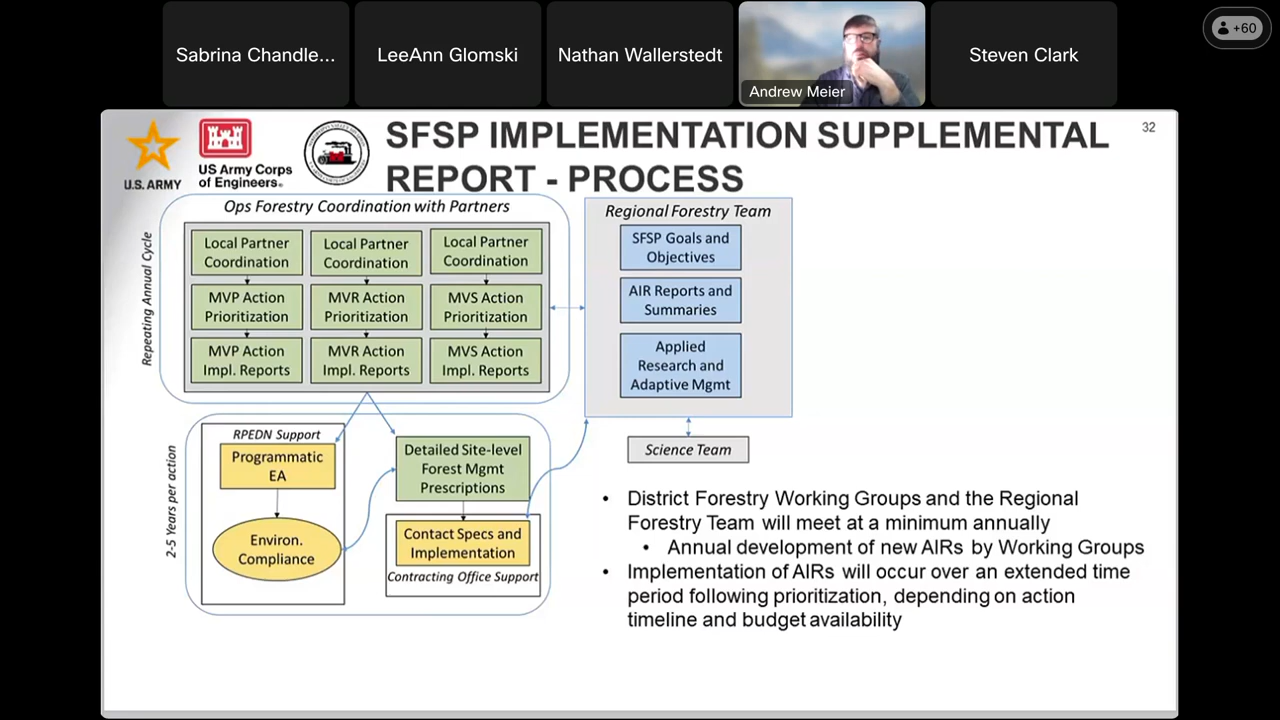 Sabrina Chandle...
LeeAnn Glomski
Nathan Wallerstedt
Andrew Meier
Steven Clark
+60
U.S. ARMY
US Army Corps
of Engineers®
SFSP IMPLEMENTATION SUPPLEMENTAL
REPORT - PROCESS
32
Repeating Annual Cycle
Ops Forestry Coordination with Partners
Local Partner
Coordination
Local Partner
Coordination
Local Partner
Coordination
MVP Action
Prioritization
MVR Action
Prioritization
MVS Action
Prioritization
MVP Action
Impl. Reports
MVR Action
Impl. Reports
MVS Action
Impl. Reports
Regional Forestry Team
SFSP Goals and
Objectives
AIR Reports and
Summaries
Applied
Research and
Adaptive Mgmt
Science Team
2-5 Years per action
RPEDN Support
Programmatic
EA
Environ.
Compliance
Detailed Site-level
Forest Mgmt
Prescriptions
Contact Specs and
Implementation
Contracting Office Support
• District Forestry Working Groups and the Regional
Forestry Team will meet at a minimum annually
• Annual development of new AIRs by Working Groups
• Implementation of AIRs will occur over an extended time
period following prioritization, depending on action
timeline and budget availability